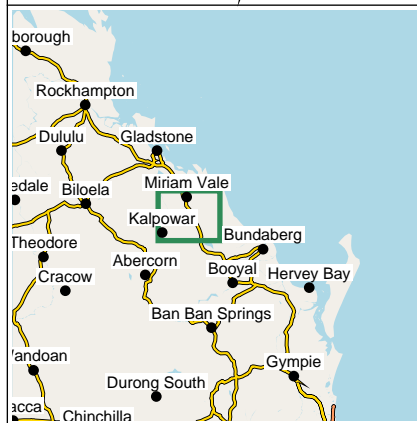 borough
Rockhampton
Dululu
Gladstone
Miriam Vale
edale
Biloela
Kalpowar
Bundaberg
Theodore
Abercorn
Booyal
Hervey Bay
Cracow
Ban Ban Springs
andoan
Gympie
Durong South
acca
Chinchilla